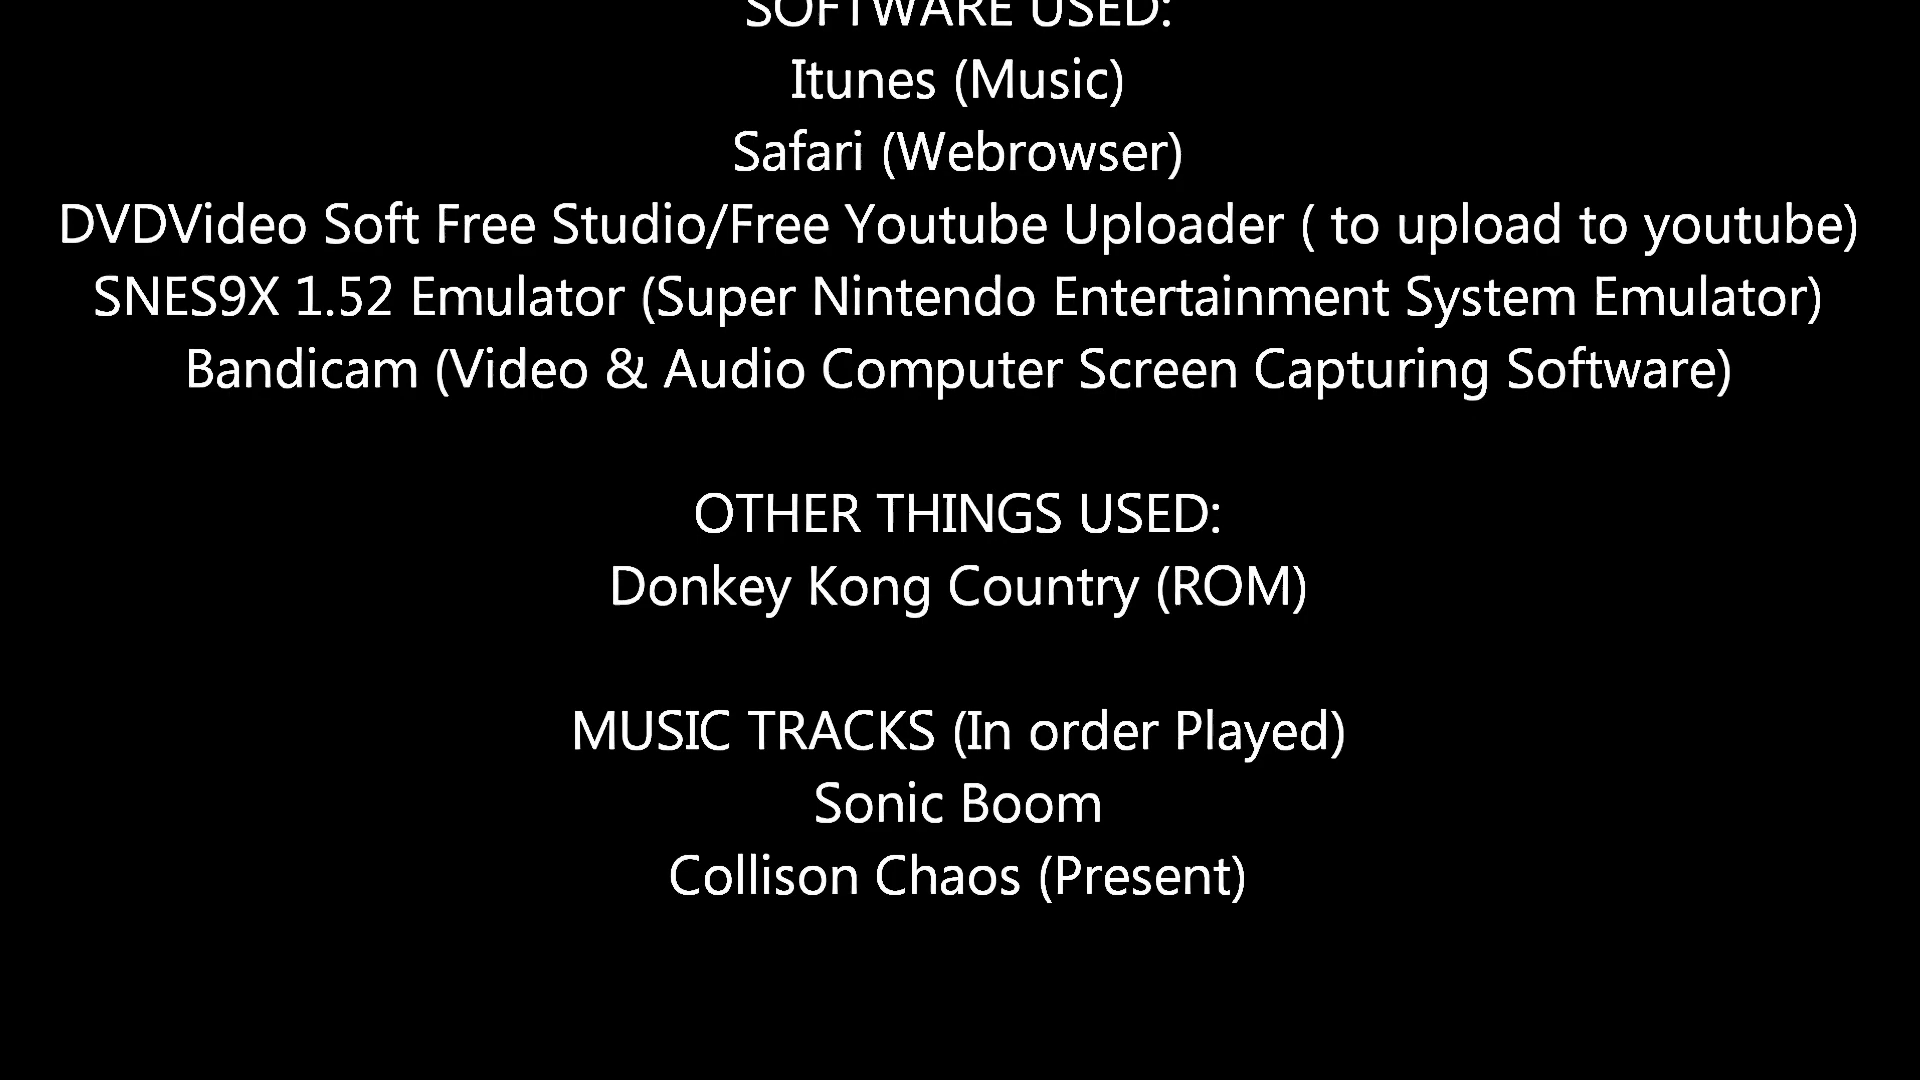 SOFTWARE USED:
Itunes (Music)
Safari (Webrowser)
DVDVideo Soft Free Studio/Free Youtube Uploader ( to upload to youtube)
SNES9X 1.52 Emulator (Super Nintendo Entertainment System Emulator)
Bandicam (Video & Audio Computer Screen Capturing Software)
OTHER THINGS USED:
Donkey Kong Country (ROM)
MUSIC TRACKS (In order Played)
Sonic Boom
Collison Chaos (Present)